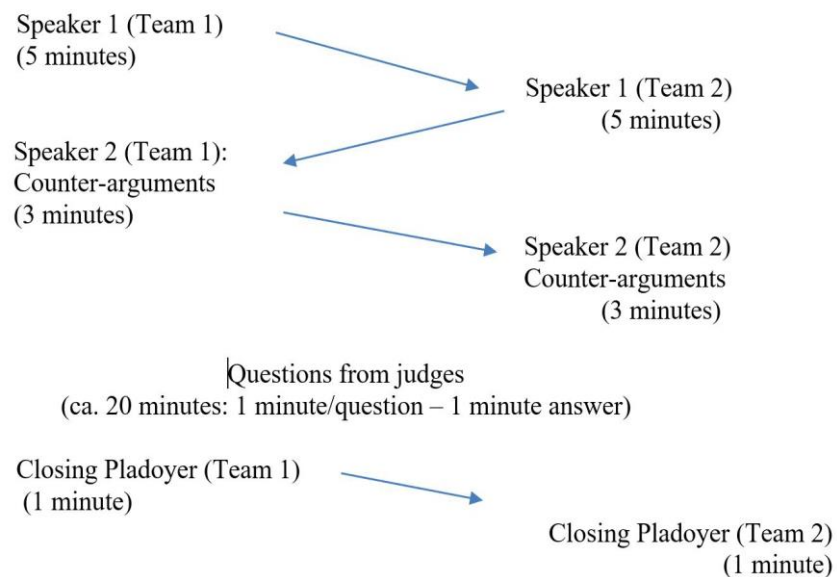 Speaker 1 (Team 1)
(5 minutes)
Speaker 1 (Team 2)
(5 minutes)
Speaker 2 (Team 1):
Counter-arguments
(3 minutes)
Speaker 2 (Team 2)
Counter-arguments
(3 minutes)
Questions from judges
(ca. 20 minutes: 1 minute/question – 1 minute answer)
Closing Pladoyer (Team 1)
(1 minute)
Closing Pladoyer (Team 2)
(1 minute)